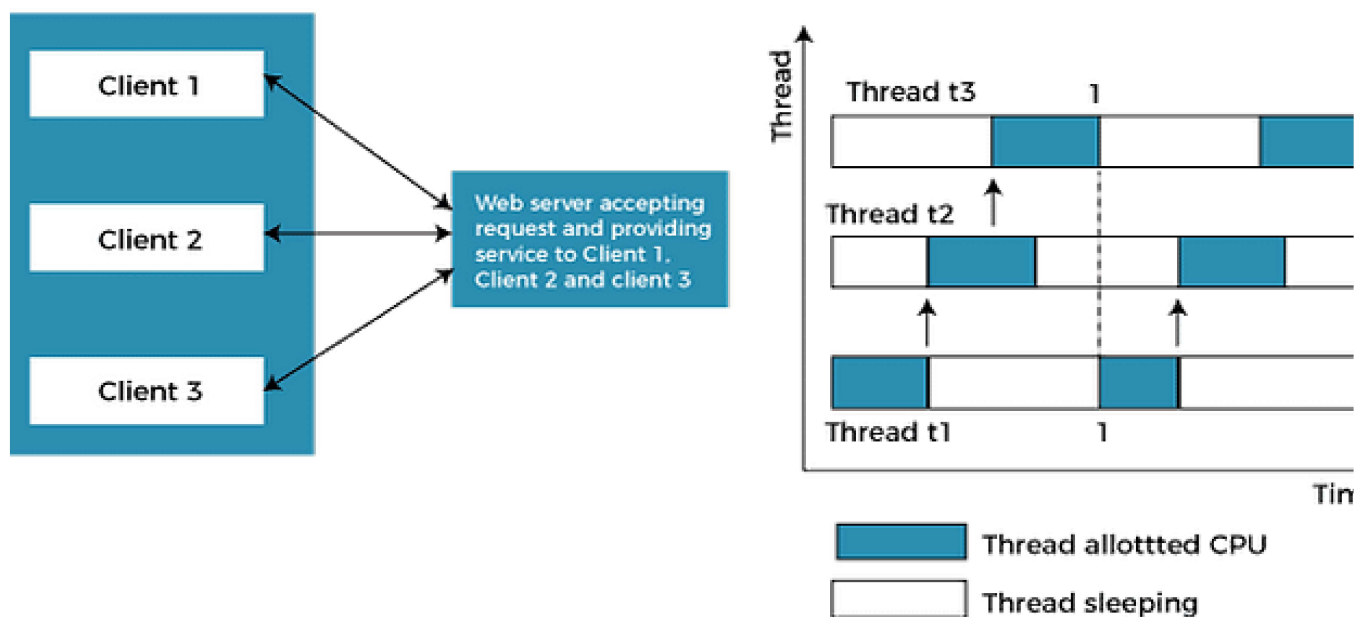 Client 1
Client 2
Client 3
Web server accepting
request and providing
service to Client 1,
Client 2 and client 3
Thread
Thread t3
1
Thread t2
Thread t1
1
Thread allottted CPU
Thread sleeping